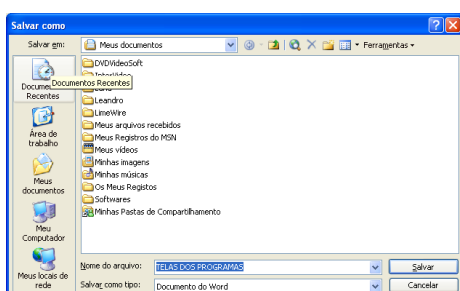 Salvar como
Salvar em:
Meus documentos
Ferramentas
Documentos Recentes
Recentes
Área de trabalho
Meus documentos
Meu Computador
Meus locais de rede
DVDVideoSoft
InterVideo
Leandro
LimeWire
Meus arquivos recebidos
Meus Registros do MSN
Meus vídeos
Minhas imagens
Minhas músicas
Os Meus Registos
Softwares
Minhas Pastas de Compartilhamento
Nome do arquivo:
TELAS DOS PROGRAMAS
Salvar
Salvar como tipo:
Documento do Word
Cancelar